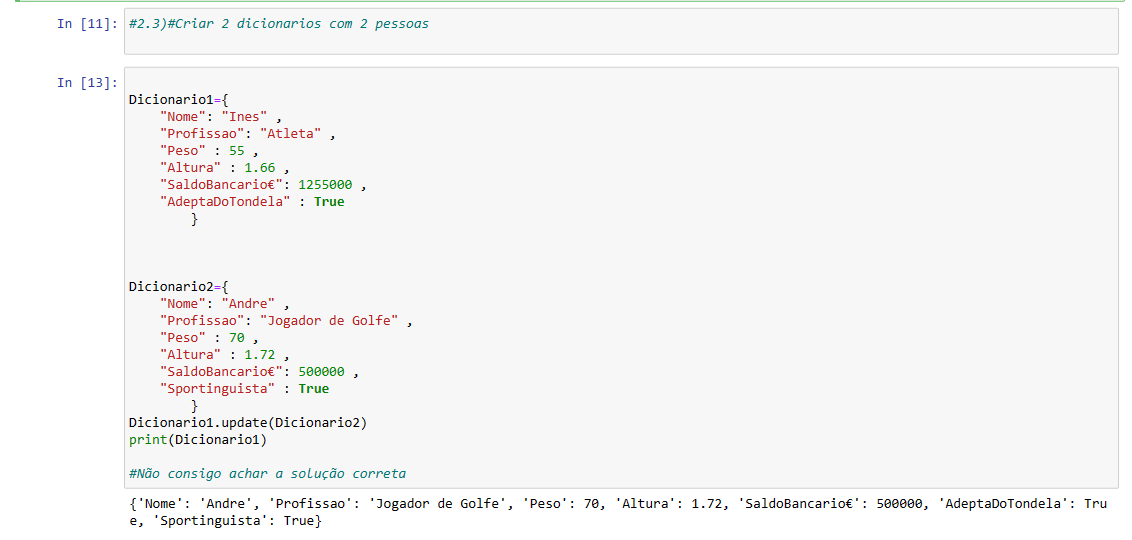 In [11]: #2.3)#Criar 2 dicionarios com 2 pessoas
In [13]:
Dicionario1={
    "Nome": "Ines" ,
    "Profissao": "Atleta" ,
    "Peso" : 55 ,
    "Altura" : 1.66 ,
    "SaldoBancario€": 1255000 ,
    "AdeptaDoTondela" : True
        }
Dicionario2={
    "Nome": "Andre" ,
    "Profissao": "Jogador de Golfe" ,
    "Peso" : 70 ,
    "Altura" : 1.72 ,
    "SaldoBancario€": 500000 ,
    "Sportinguista" : True
        }
Dicionario1.update(Dicionario2)
print(Dicionario1)
#Não consigo achar a solução correta
{'Nome': 'Andre', 'Profissao': 'Jogador de Golfe', 'Peso': 70, 'Altura': 1.72, 'SaldoBancario€': 500000, 'AdeptaDoTondela': Tru
e, 'Sportinguista': True}